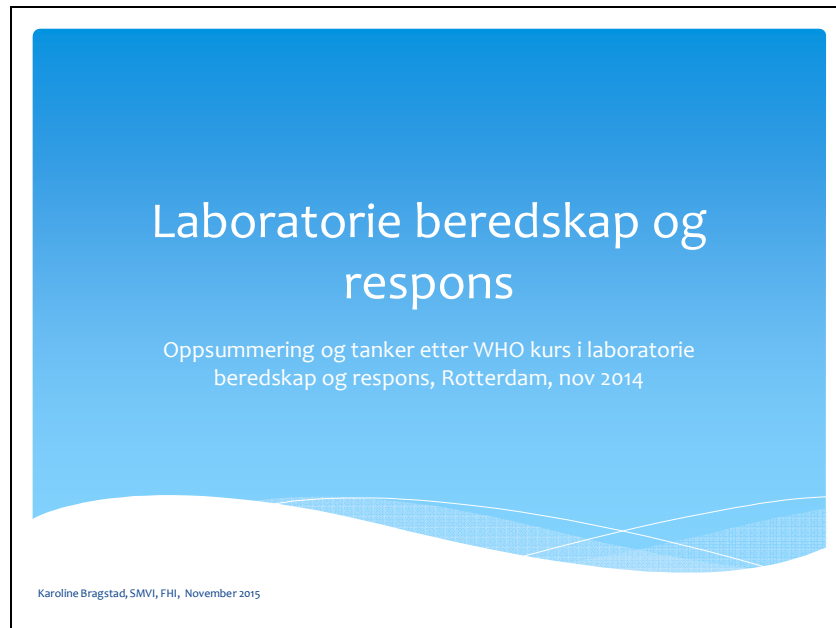 Laboratorie beredskap og
respons
Oppsummering og tanker etter WHO kurs i laboratorie
beredskap og respons, Rotterdam, nov 2014
Karoline Bragstad, SMVI, FHI, November 2015